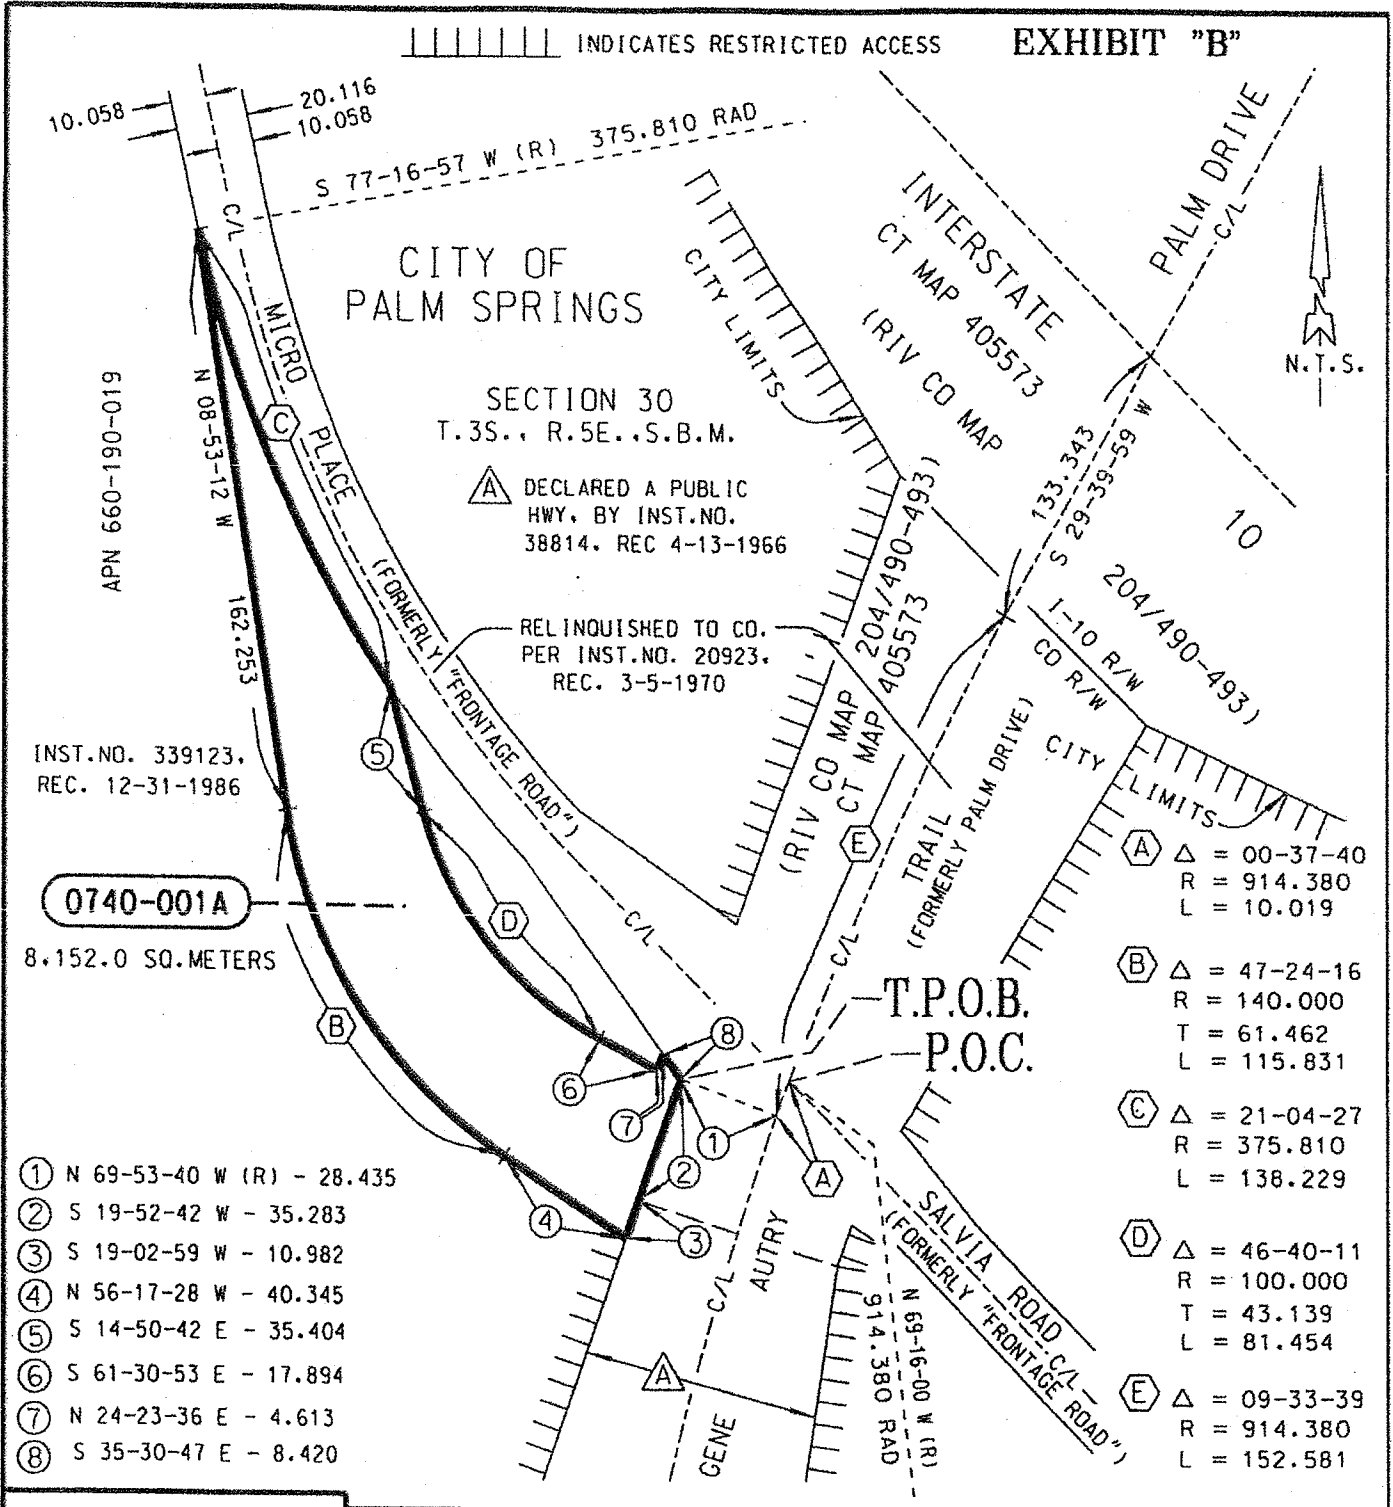 INDICATES RESTRICTED ACCESS
EXHIBIT "B"
10.058
20.116
10.058
S 77-16-57 W (R) 375.810 RAD
C/L
MICRO PLACE
(FORMERLY "FRONTAGE ROAD")
C/L
CITY OF
PALM SPRINGS
SECTION 30
T.3S., R.5E.,S.B.M.
A DECLARED A PUBLIC
HWY. BY INST.NO.
38814. REC 4-13-1966
RELINQUISHED TO CO.
PER INST.NO. 20923,
REC. 3-5-1970
CITY LIMITS
INTERSTATE
CT MAP 405573
(RIV CO MAP
10
204/490-493)
PALM DRIVE
C/L
N.T.S.
133.343
S 29-39-59 W
I-10 R/W
CO R/W
CITY
LIMITS
(RIV CO MAP 204/490-493)
CT MAP 405573
E
TRAIL
(FORMERLY PALM DRIVE)
C/L
APN 660-190-019
N 08-53-12 W
162.253
C
5
INST.NO. 339123,
REC. 12-31-1986
0740-001A
8,152.0 SQ.METERS
D
B
T.P.O.B.
P.O.C.
8
6
7
1
2
A
4
3
AUTRY
C/L
GENE
A
SALVIA ROAD C/L
(FORMERLY "FRONTAGE ROAD")
N 69-16-00 W (R)
914.380 RAD
1 N 69-53-40 W (R) - 28.435
2 S 19-52-42 W - 35.283
3 S 19-02-59 W - 10.982
4 N 56-17-28 W - 40.345
5 S 14-50-42 E - 35.404
6 S 61-30-53 E - 17.894
7 N 24-23-36 E - 4.613
8 S 35-30-47 E - 8.420
A Δ = 00-37-40
R = 914.380
L = 10.019
B Δ = 47-24-16
R = 140.000
T = 61.462
L = 115.831
C Δ = 21-04-27
R = 375.810
L = 138.229
D Δ = 46-40-11
R = 100.000
T = 43.139
L = 81.454
E Δ = 09-33-39
R = 914.380
L = 152.581